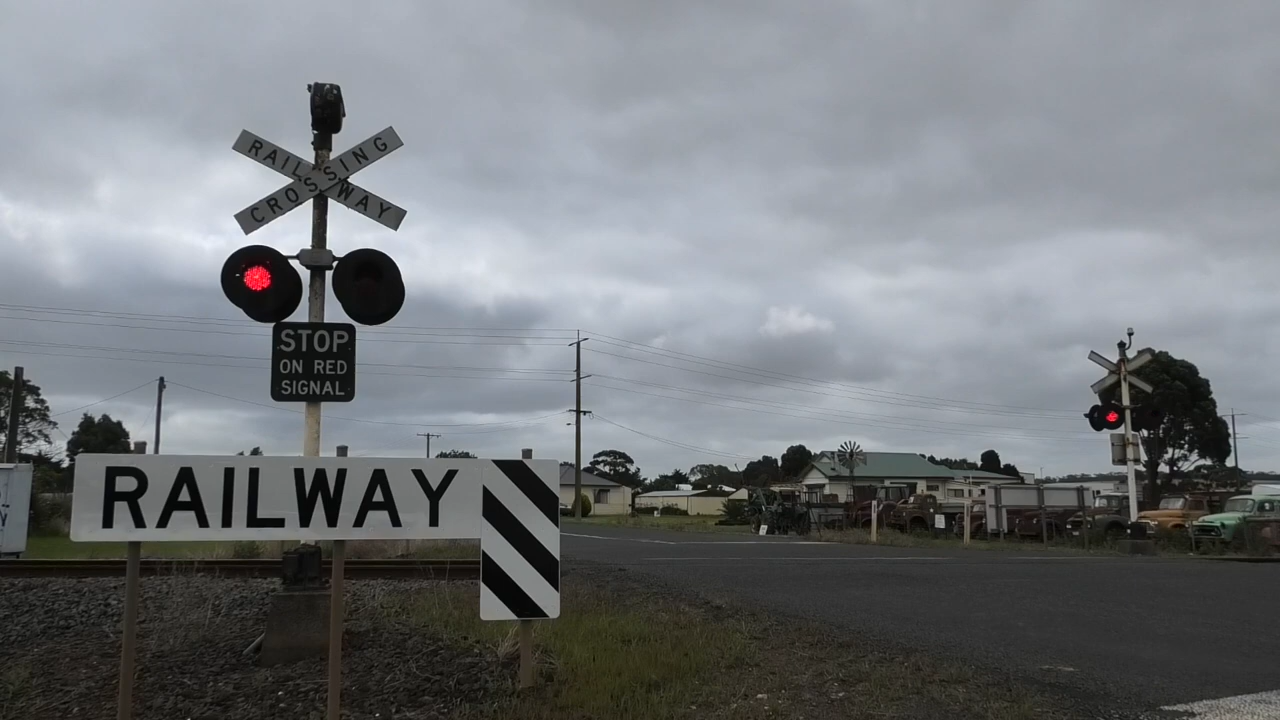 RAILWAY
CROSSING
STOP
ON RED
SIGNAL
RAILWAY